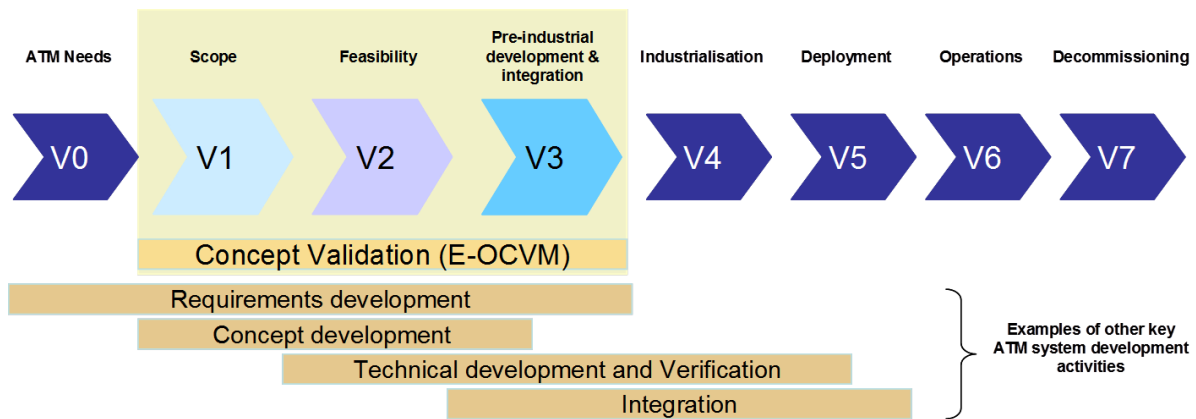 ATM Needs
Scope
Feasibility
Pre-industrial
development &
integration
Industrialisation
Deployment
Operations
Decommissioning
V0
V1
V2
V3
V4
V5
V6
V7
Concept Validation (E-OCVM)
Requirements development
Concept development
Technical development and Verification
Integration
Examples of other key
ATM system development
activities